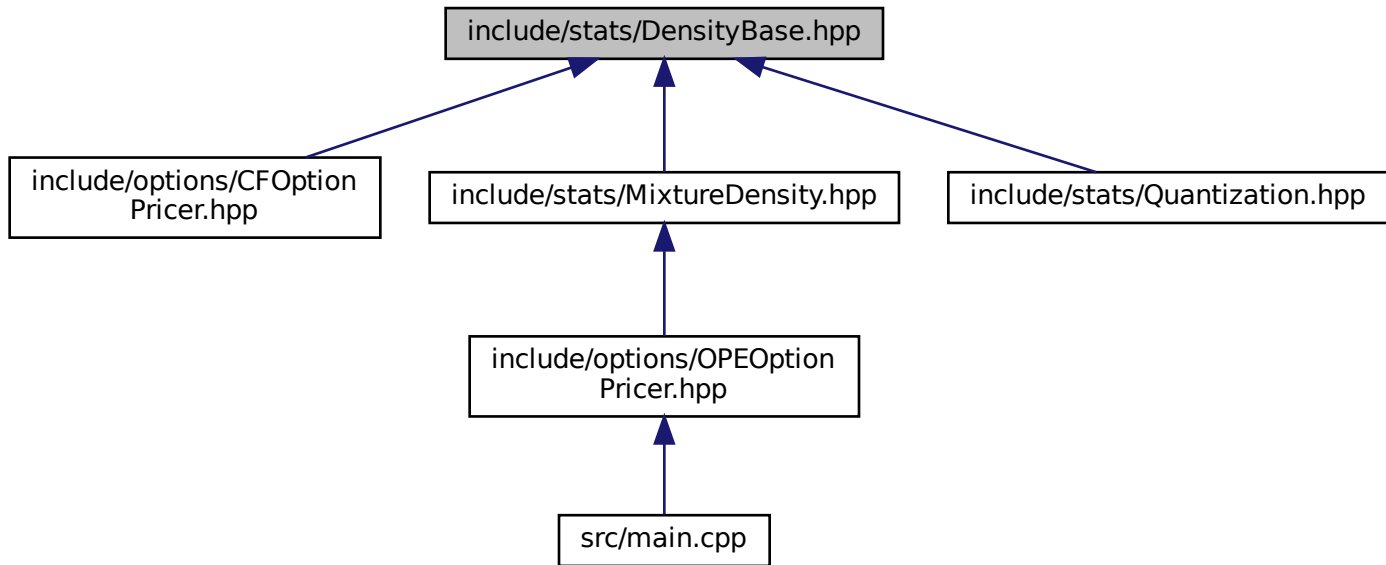 include/stats/DensityBase.hpp
include/options/CFOption
Pricer.hpp
include/stats/MixtureDensity.hpp
include/stats/Quantization.hpp
include/options/OPEOption
Pricer.hpp
src/main.cpp